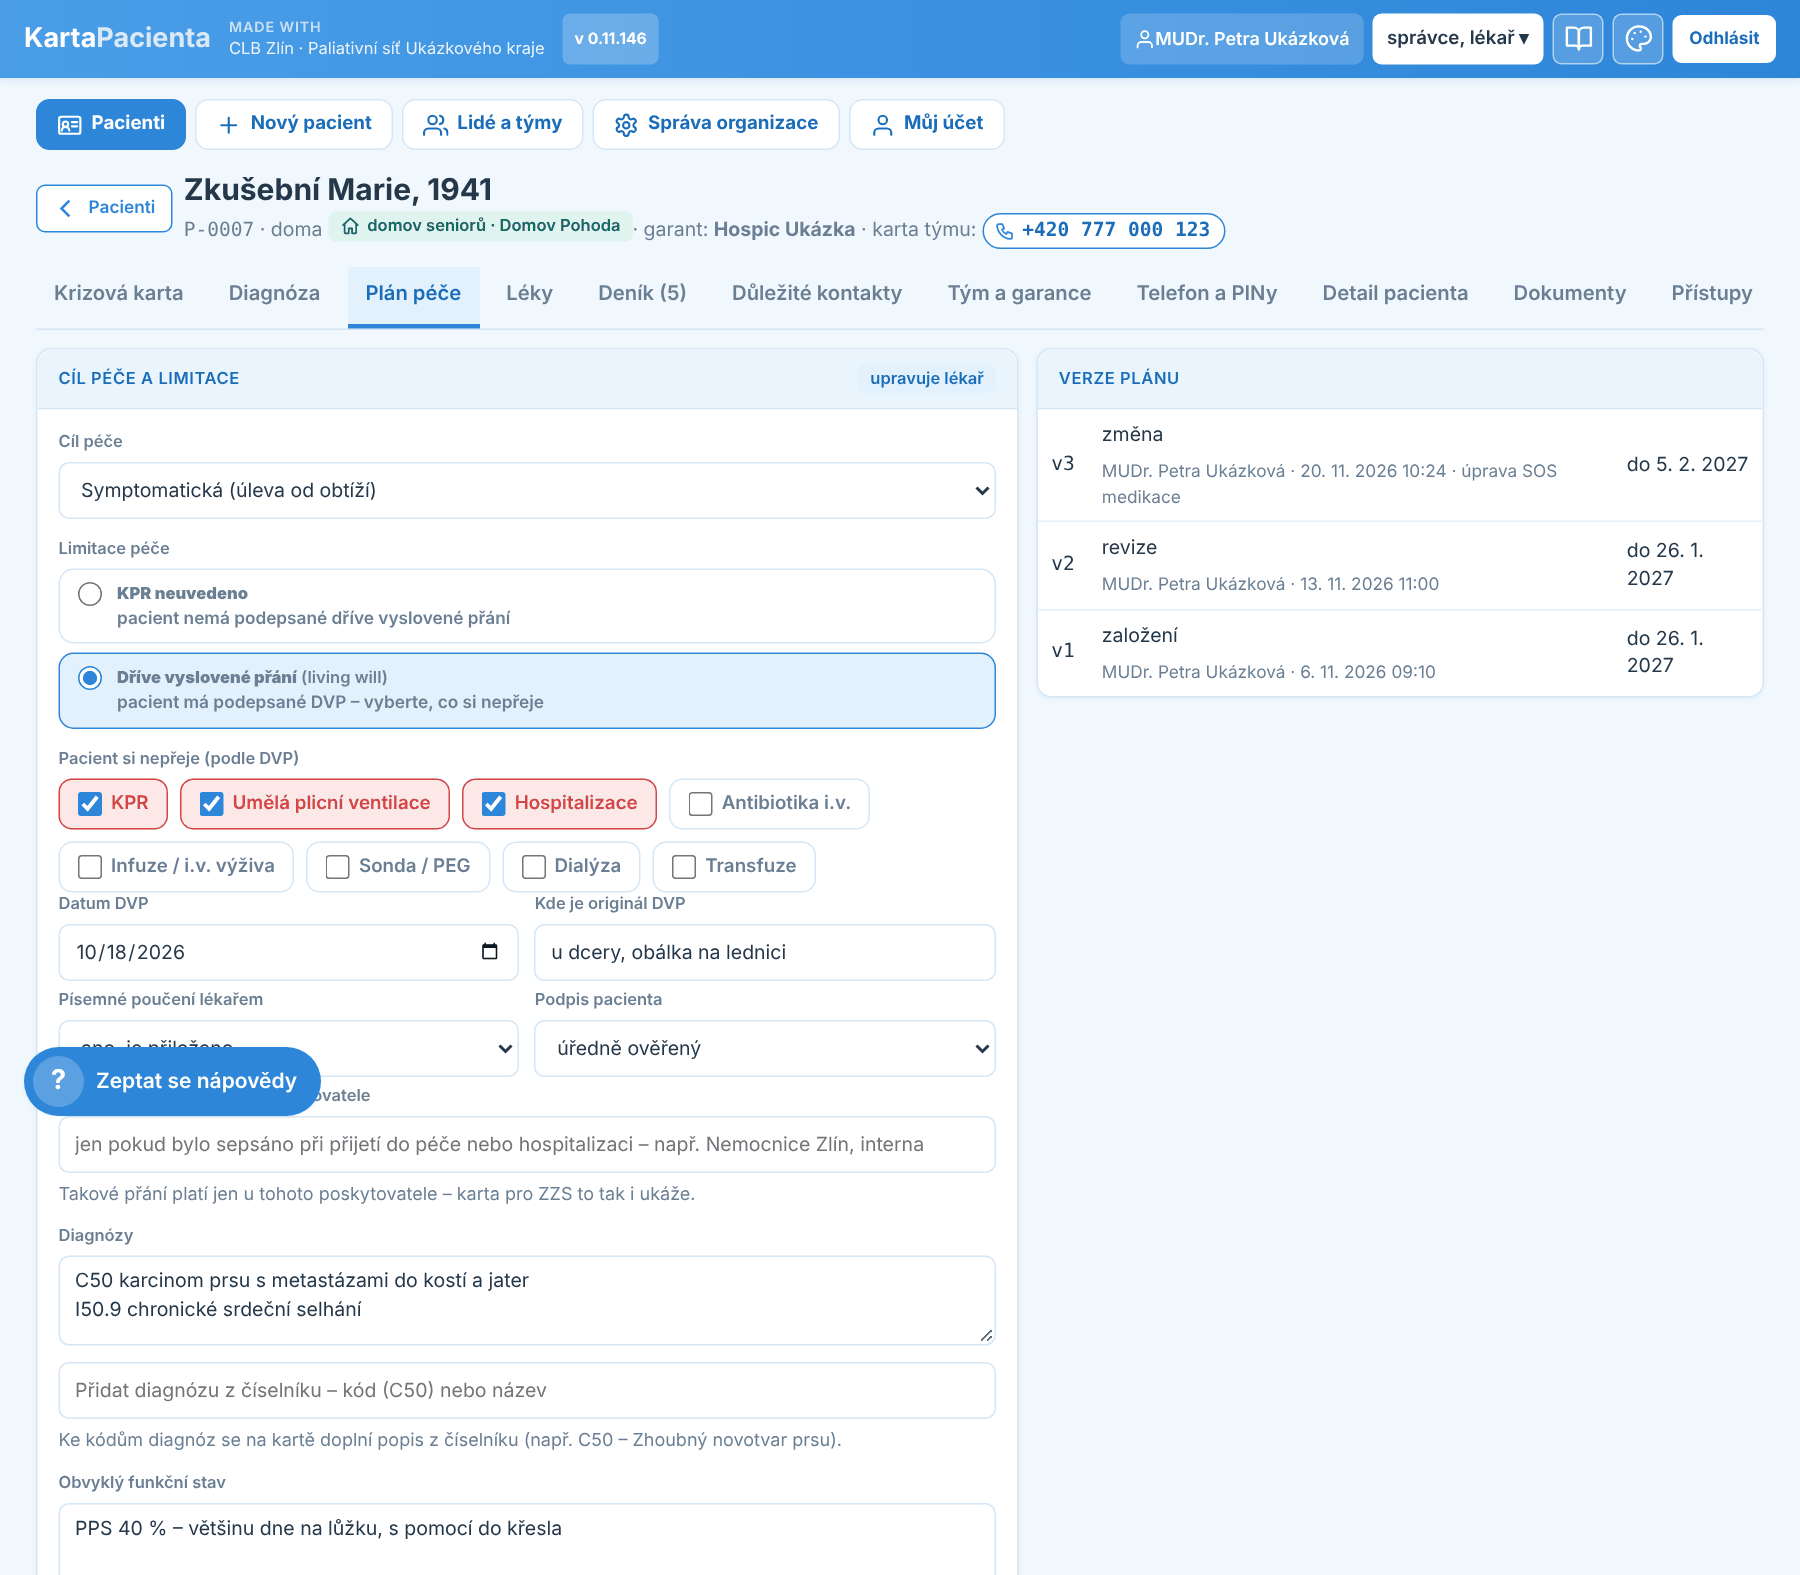 KartaPacienta
MADE WITH
CLB Zlín · Paliativní síť Ukázkového kraje
v 0.11.146
MUDr. Petra Ukázková
správce, lékař ▾
Odhlásit
Pacienti
Nový pacient
Lidé a týmy
Správa organizace
Můj účet
Pacienti
Zkušební Marie, 1941
P-0007 · doma
domov seniorů · Domov Pohoda
· garant: Hospic Ukázka · karta týmu:
+420 777 000 123
Krizová karta
Diagnóza
Plán péče
Léky
Deník (5)
Důležité kontakty
Tým a garance
Telefon a PINy
Detail pacienta
Dokumenty
Přístupy
CÍL PÉČE A LIMITACE
upravuje lékař
Cíl péče
Symptomatická (úleva od obtíží)
Limitace péče
KPR neuvedeno
pacient nemá podepsané dříve vyslovené přání
Dříve vyslovené přání (living will)
pacient má podepsané DVP – vyberte, co si nepřeje
Pacient si nepřeje (podle DVP)
KPR
Umělá plicní ventilace
Hospitalizace
Antibiotika i.v.
Infuze / i.v. výživa
Sonda / PEG
Dialýza
Transfuze
Datum DVP
Kde je originál DVP
10/18/2026
u dcery, obálka na lednici
Písemné poučení lékařem
Podpis pacienta
úředně ověřený
? Zeptat se nápovědy
jen pokud bylo sepsáno při přijetí do péče nebo hospitalizaci – např. Nemocnice Zlín, interna
Takové přání platí jen u tohoto poskytovatele – karta pro ZZS to tak i ukáže.
Diagnózy
C50 karcinom prsu s metastázami do kostí a jater
I50.9 chronické srdeční selhání
Přidat diagnózu z číselníku – kód (C50) nebo název
Ke kódům diagnóz se na kartě doplní popis z číselníku (např. C50 – Zhoubný novotvar prsu).
Obvyklý funkční stav
PPS 40 % – většinu dne na lůžku, s pomocí do křesla
VERZE PLÁNU
v3
změna
MUDr. Petra Ukázková · 20. 11. 2026 10:24 · úprava SOS
medikace
do 5. 2. 2027
v2
revize
MUDr. Petra Ukázková · 13. 11. 2026 11:00
do 26. 1.
2027
v1
založení
MUDr. Petra Ukázková · 6. 11. 2026 09:10
do 26. 1.
2027